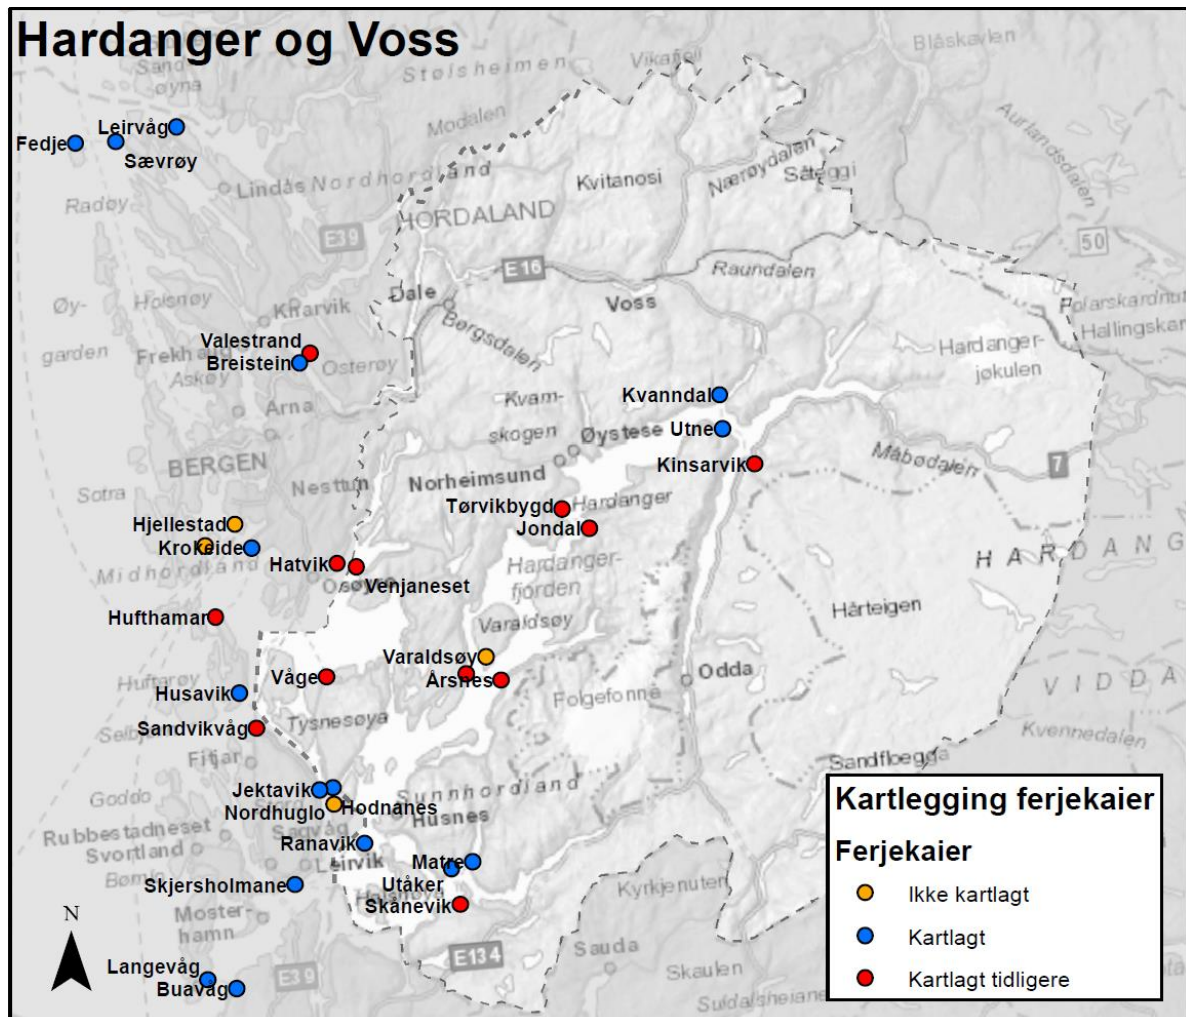 Hardanger og Voss
Sand
øyna
Stølsheimen
Vikafjell
Blåskavlen
Modalen
Aurlandsdalen
Leirvåg
Fedje
Sævrøy
Lindås
Nordhordland
Kvitanosi
Nærøydalen
Såteggi
Radøy
HORDALAND
E39
50
E 16
Raundalen
Øy-
garden
Holsnøy
Knarvik
Dale
Voss
Bergsdalen
Hallingskar
Valestrand
Breistein
Frekhaug
Osterøy
Askøy
Hardanger-
jøkulen
Arna
Kvam-
skogen
Kvanndal
Øystese
Utne
BERGEN
Nesttun
Norheimsund
Kinsarvik
Måbødalen
7
Sotra
Tørvikbygd
Hardanger
Jondal
Hjellestad
Krokeide
Midhordland
Hatvik
Osøyro
Venjaneset
Hardanger-
fjorden
HARDANG
Hufthamar
Varaldsøy
Hårteigen
Varaldsøy
Årsnes
Våge
Huftarøy
Husavik
Odda
Folgefonna
VIDDA
Tysnesøya
Sandvikvåg
Kvennedalen
Fitjar
Sandfloegga
Jektavik
Goddo
Nordhuglo
Hodnanes
Sunnhordland
Husnes
Rubbestadneset
Svortland
Sagvåg
Ranavik
Leirvik
Matre
Bømlo
Skjersholmane
Utåker
Halsnøya
Skånevik
Kyrkjenuten
Moster-
hamn
N
E134
Sauda
Langevåg
Buavåg
E39
Skaulen
Suldalsheiane
Kartlegging ferjekaier
Ferjekaier
Ikke kartlagt
Kartlagt
Kartlagt tidligere